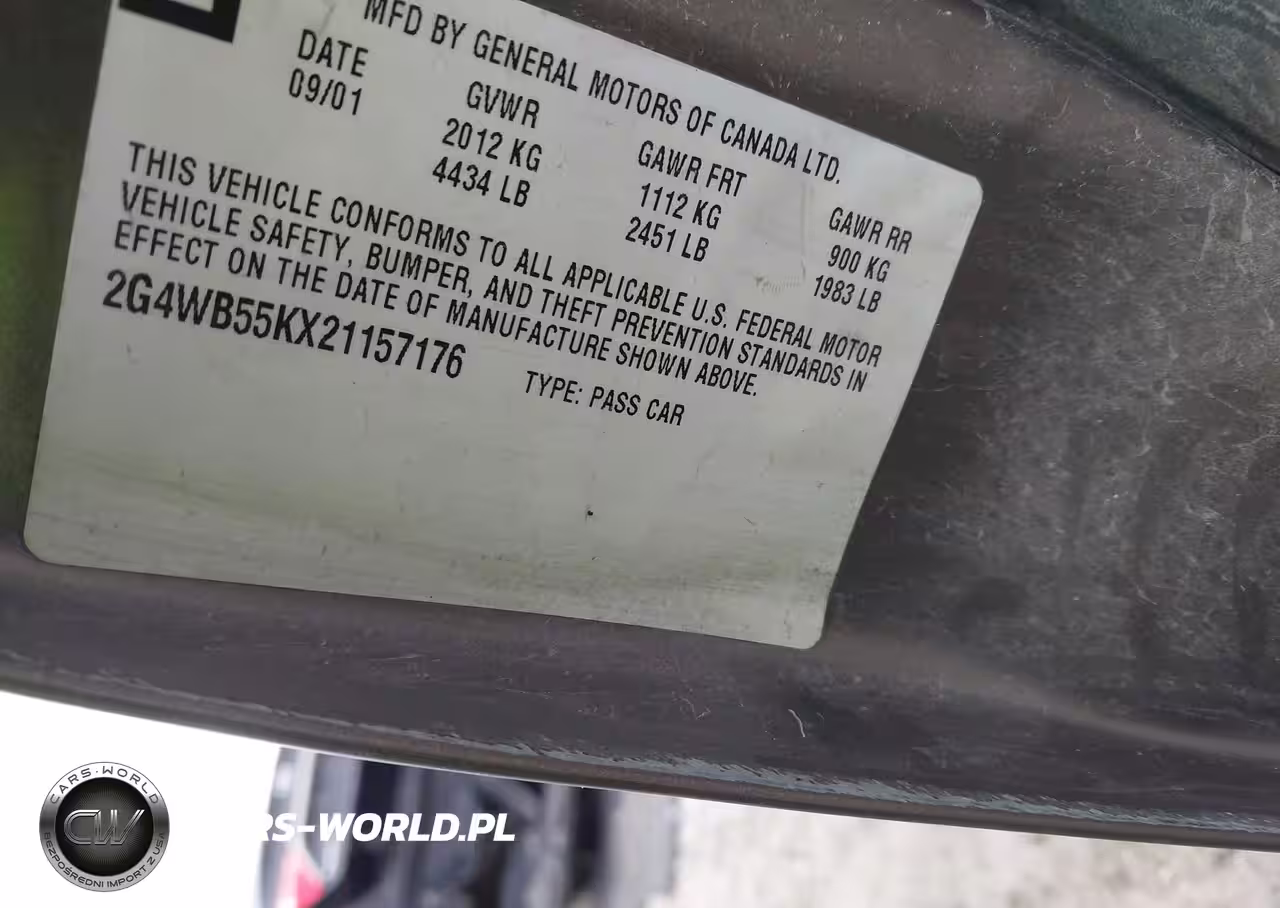 MFD BY GENERAL MOTORS OF CANADA LTD.
DATE GVWR GAWR FRT GAWR RR
09/01 2012 KG 1112 KG 900 KG
4434 LB 2451 LB 1983 LB
THIS VEHICLE CONFORMS TO ALL APPLICABLE U.S. FEDERAL MOTOR
VEHICLE SAFETY, BUMPER, AND THEFT PREVENTION STANDARDS IN
EFFECT ON THE DATE OF MANUFACTURE SHOWN ABOVE.
2G4WB55KX21157176 TYPE: PASS CAR
CARS-WORLD
CW
BEZPOŚREDNI IMPORT Z USA
RS-WORLD.PL